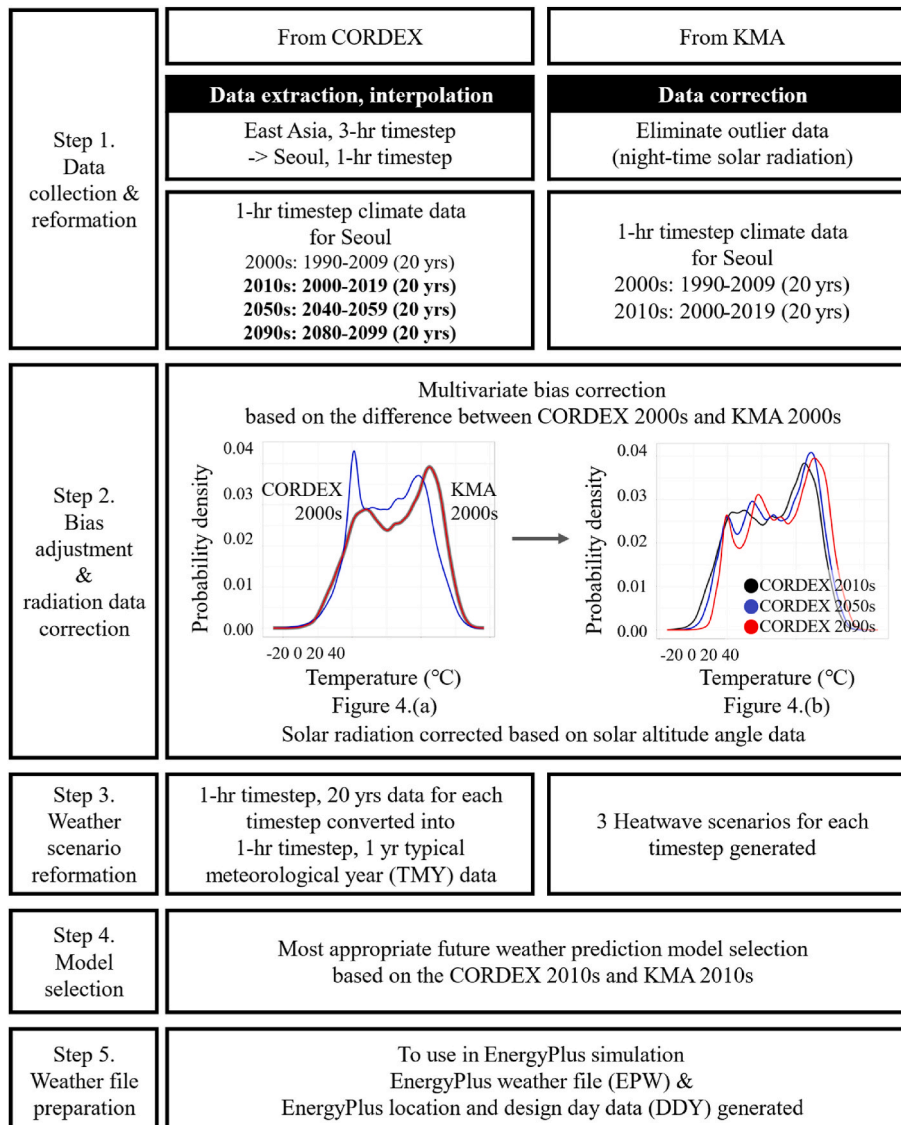 Step 1.
Data
collection &
reformation
From CORDEX
From KMA
Data extraction, interpolation
East Asia, 3-hr timestep
-> Seoul, 1-hr timestep
Data correction
Eliminate outlier data
(night-time solar radiation)
1-hr timestep climate data
for Seoul
2000s: 1990-2009 (20 yrs)
2010s: 2000-2019 (20 yrs)
2050s: 2040-2059 (20 yrs)
2090s: 2080-2099 (20 yrs)
1-hr timestep climate data
for Seoul
2000s: 1990-2009 (20 yrs)
2010s: 2000-2019 (20 yrs)
Step 2.
Bias
adjustment
&
radiation data
correction
Multivariate bias correction
based on the difference between CORDEX 2000s and KMA 2000s
Probability density
0.04
0.03
0.02
0.01
0.00
CORDEX
2000s
KMA
2000s
-20 0 20 40
Temperature (℃)
Figure 4.(a)
Probability density
0.04
0.03
0.02
0.01
0.00
CORDEX 2010s
CORDEX 2050s
CORDEX 2090s
-20 0 20 40
Temperature (℃)
Figure 4.(b)
Solar radiation corrected based on solar altitude angle data
Step 3.
Weather
scenario
reformation
1-hr timestep, 20 yrs data for each
timestep converted into
1-hr timestep, 1 yr typical
meteorological year (TMY) data
3 Heatwave scenarios for each
timestep generated
Step 4.
Model
selection
Most appropriate future weather prediction model selection
based on the CORDEX 2010s and KMA 2010s
Step 5.
Weather file
preparation
To use in EnergyPlus simulation
EnergyPlus weather file (EPW) &
EnergyPlus location and design day data (DDY) generated